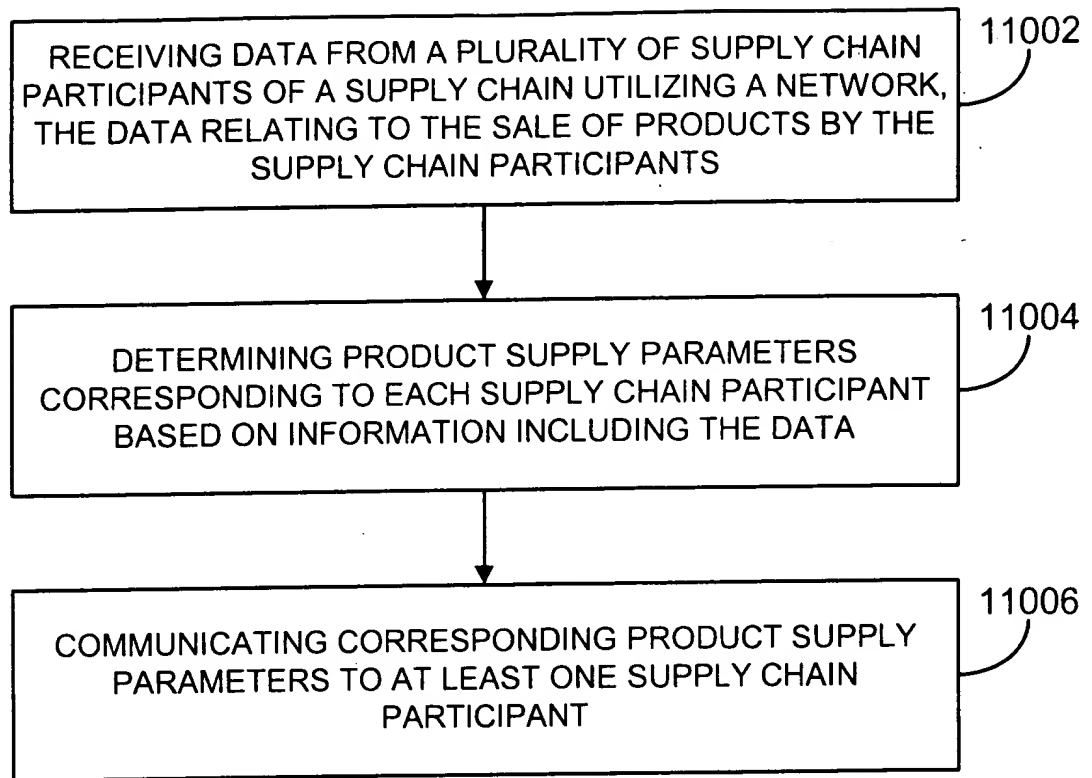 RECEIVING DATA FROM A PLURALITY OF SUPPLY CHAIN
PARTICIPANTS OF A SUPPLY CHAIN UTILIZING A NETWORK,
THE DATA RELATING TO THE SALE OF PRODUCTS BY THE
SUPPLY CHAIN PARTICIPANTS
11002
DETERMINING PRODUCT SUPPLY PARAMETERS
CORRESPONDING TO EACH SUPPLY CHAIN PARTICIPANT
BASED ON INFORMATION INCLUDING THE DATA
11004
COMMUNICATING CORRESPONDING PRODUCT SUPPLY
PARAMETERS TO AT LEAST ONE SUPPLY CHAIN
PARTICIPANT
11006